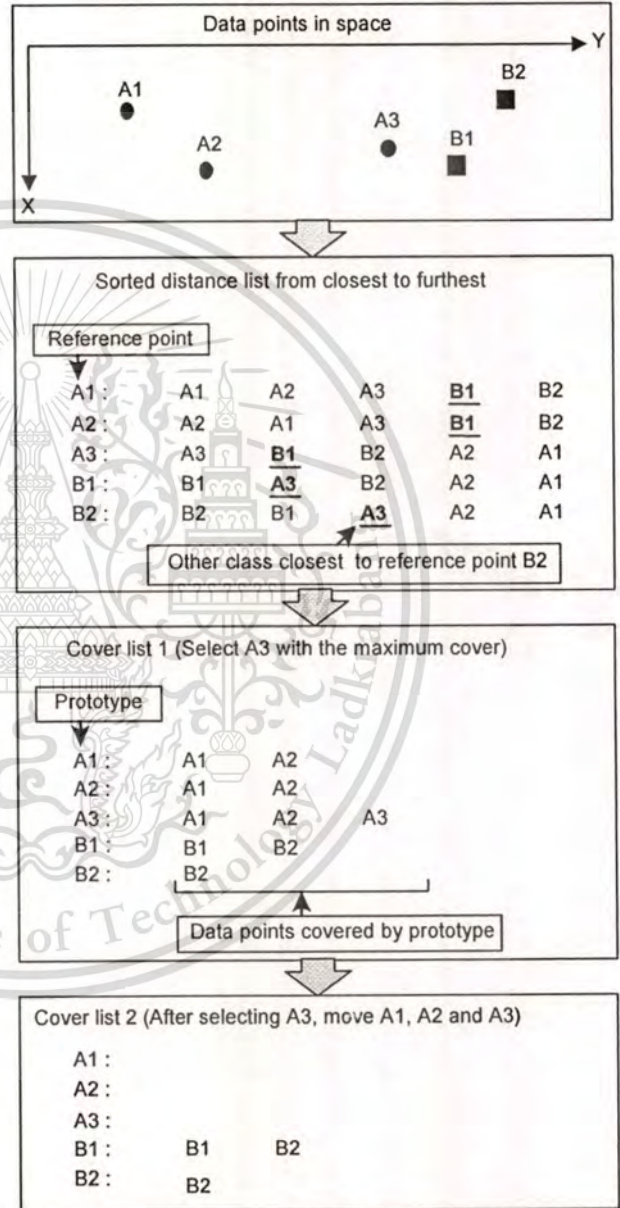 Data points in space
Y
B2
A1
A3
B1
A2
X
Sorted distance list from closest to furthest
Reference point
A1 : A1 A2 A3 B1 B2
A2 : A2 A1 A3 B1 B2
A3 : A3 B1 B2 A2 A1
B1 : B1 A3 B2 A2 A1
B2 : B2 B1 A3 A2 A1
Other class closest to reference point B2
Cover list 1 (Select A3 with the maximum cover)
Prototype
A1 : A1 A2
A2 : A1 A2
A3 : A1 A2 A3
B1 : B1 B2
B2 : B2
Data points covered by prototype
Cover list 2 (After selecting A3, move A1, A2 and A3)
A1 :
A2 :
A3 :
B1 : B1 B2
B2 : B2
of Technology Ladkrabang